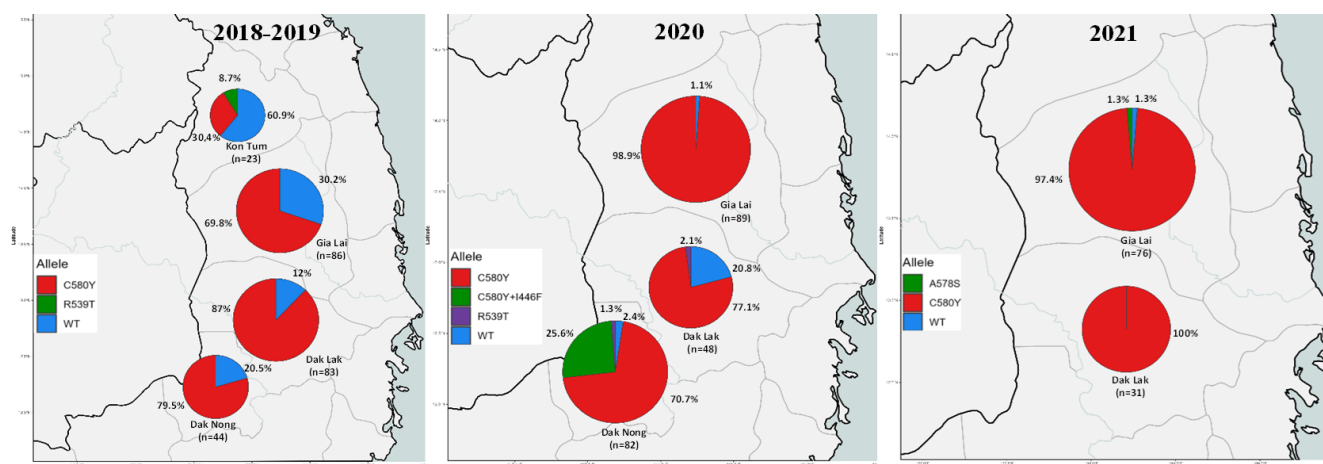 2018-2019
8.7%
60.9%
30.4%
Kon Tum
(n=23)
30.2%
69.8%
Gia Lai
(n=86)
12%
87%
Dak Lak
(n=83)
20.5%
79.5%
Dak Nong
(n=44)
Allele
C580Y
R539T
WT
2020
1.1%
98.9%
Gia Lai
(n=89)
2.1%
20.8%
77.1%
Dak Lak
(n=48)
1.3%
2.4%
25.6%
70.7%
Dak Nong
(n=82)
Allele
C580Y
C580Y+I446F
R539T
WT
2021
1.3%
1.3%
97.4%
Gia Lai
(n=76)
100%
Dak Lak
(n=31)
Allele
A578S
C580Y
WT